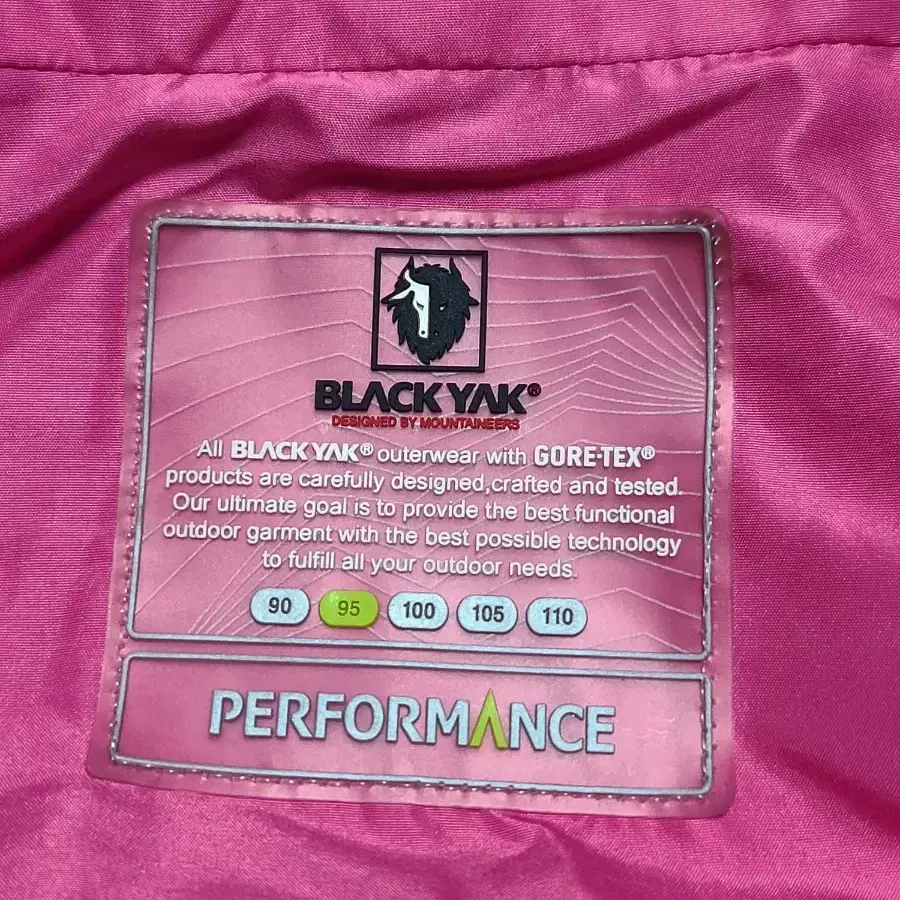 BLACK YAK®
DESIGNED BY MOUNTAINEERS
All BLACK YAK® outerwear with GORE-TEX®
products are carefully designed,crafted and tested.
Our ultimate goal is to provide the best functional
outdoor garment with the best possible technology
to fulfill all your outdoor needs.
90 95 100 105 110
PERFORMANCE